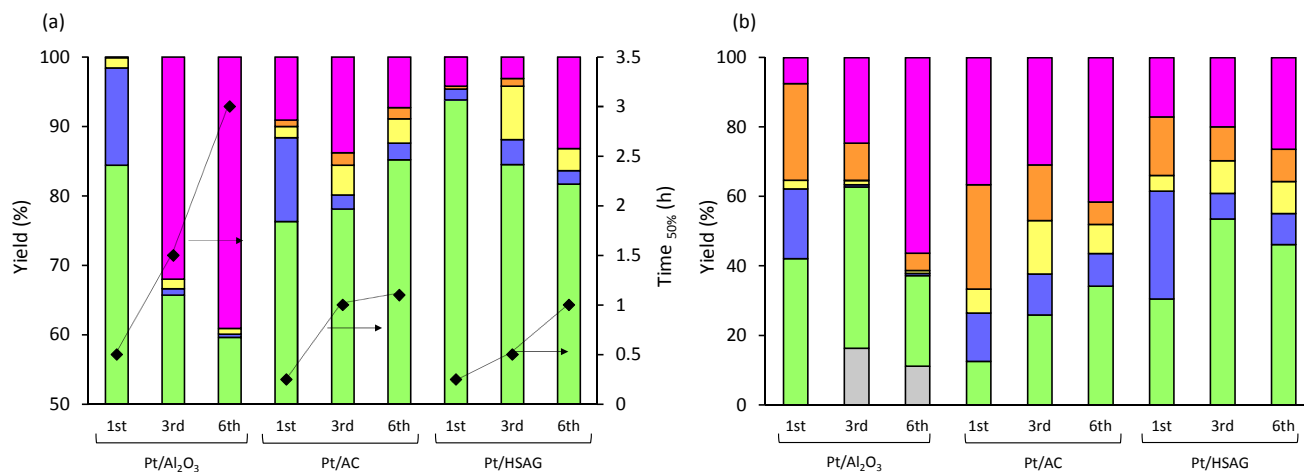 (a)
100
90
80
70
60
50
Yield (%)
3.5
3
2.5
2
1.5
1
0.5
0
Time 50% (h)
1st 3rd 6th 1st 3rd 6th 1st 3rd 6th
Pt/Al2O3 Pt/AC Pt/HSAG
(b)
100
80
60
40
20
0
Yield (%)
1st 3rd 6th 1st 3rd 6th 1st 3rd 6th
Pt/Al2O3 Pt/AC Pt/HSAG